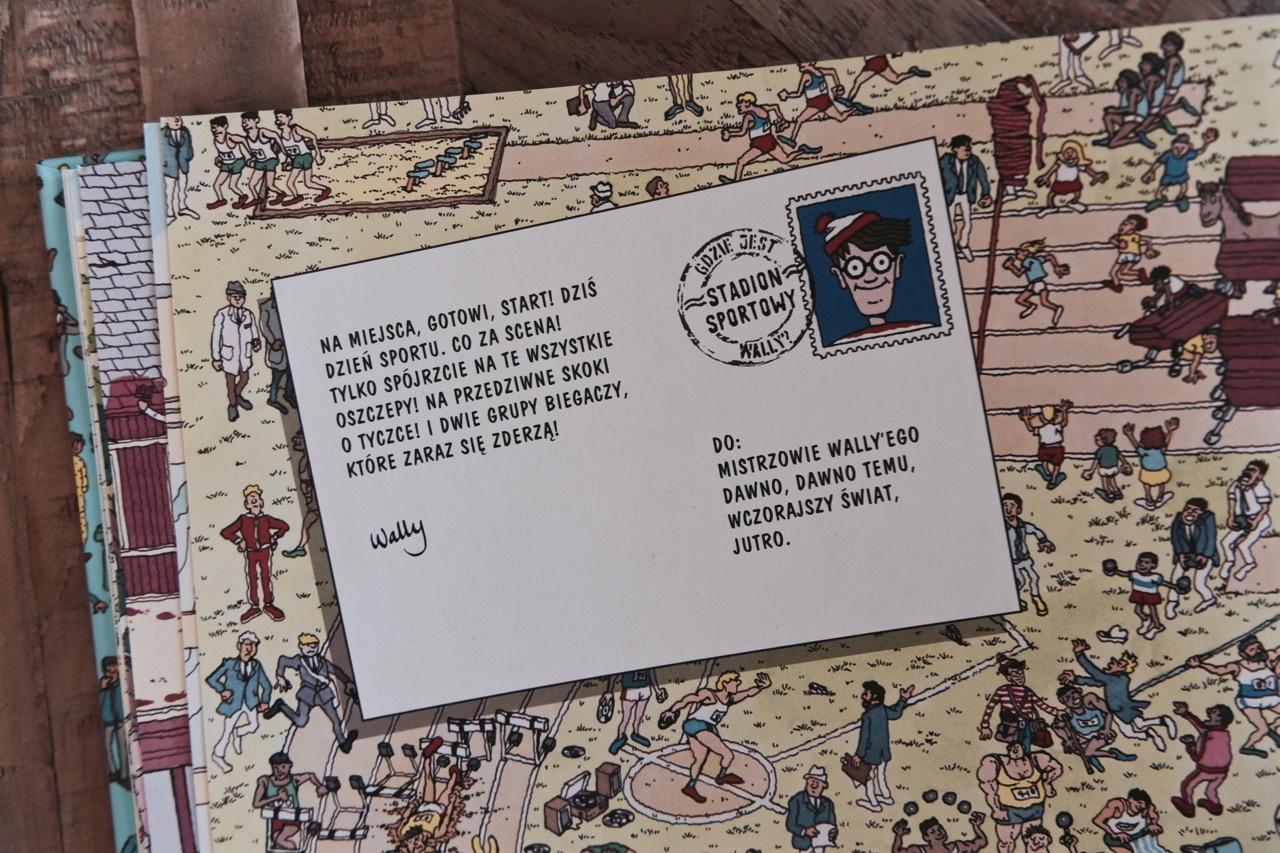 NA MIEJSCA, GOTOWI, START! DZIŚ
DZIEŃ SPORTU. CO ZA SCENA!
TYLKO SPÓJRZCIE NA TE WSZYSTKIE
OSZCZEPY! NA PRZEDZIWNE SKOKI
O TYCZCE! I DWIE GRUPY BIEGACZY,
KTÓRE ZARAZ SIĘ ZDERZĄ!
Wally
GDZIE JEST
STADION
SPORTOWY
WALLY?
DO:
MISTRZOWIE WALLY'EGO
DAWNO, DAWNO TEMU,
WCZORAJSZY ŚWIAT,
JUTRO.